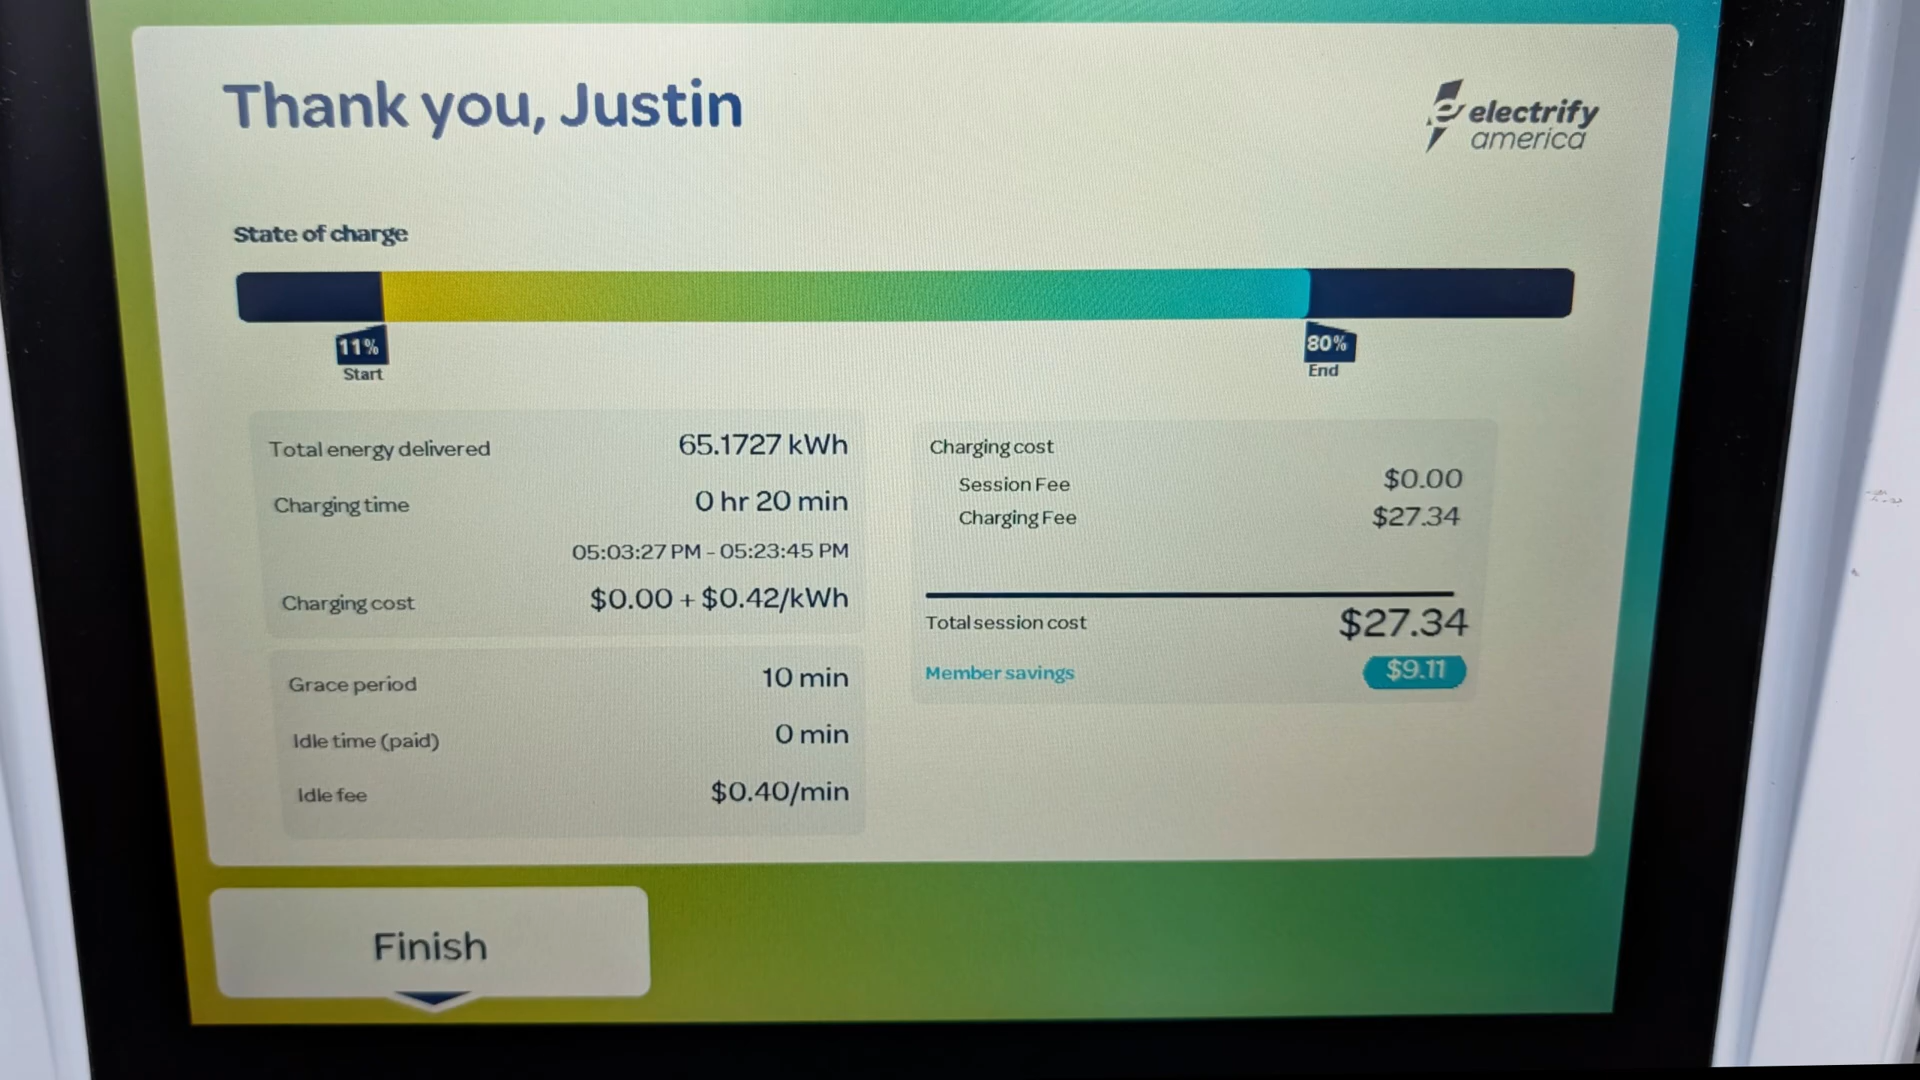 Thank you, Justin
electrify
america
State of charge
11%
Start
80%
End
Total energy delivered 65.1727 kWh
Charging time 0 hr 20 min
05:03:27 PM - 05:23:45 PM
Charging cost $0.00 + $0.42/kWh
Grace period 10 min
Idle time (paid) 0 min
Idle fee $0.40/min
Charging cost
Session Fee $0.00
Charging Fee $27.34
Total session cost $27.34
Member savings $9.11
Finish